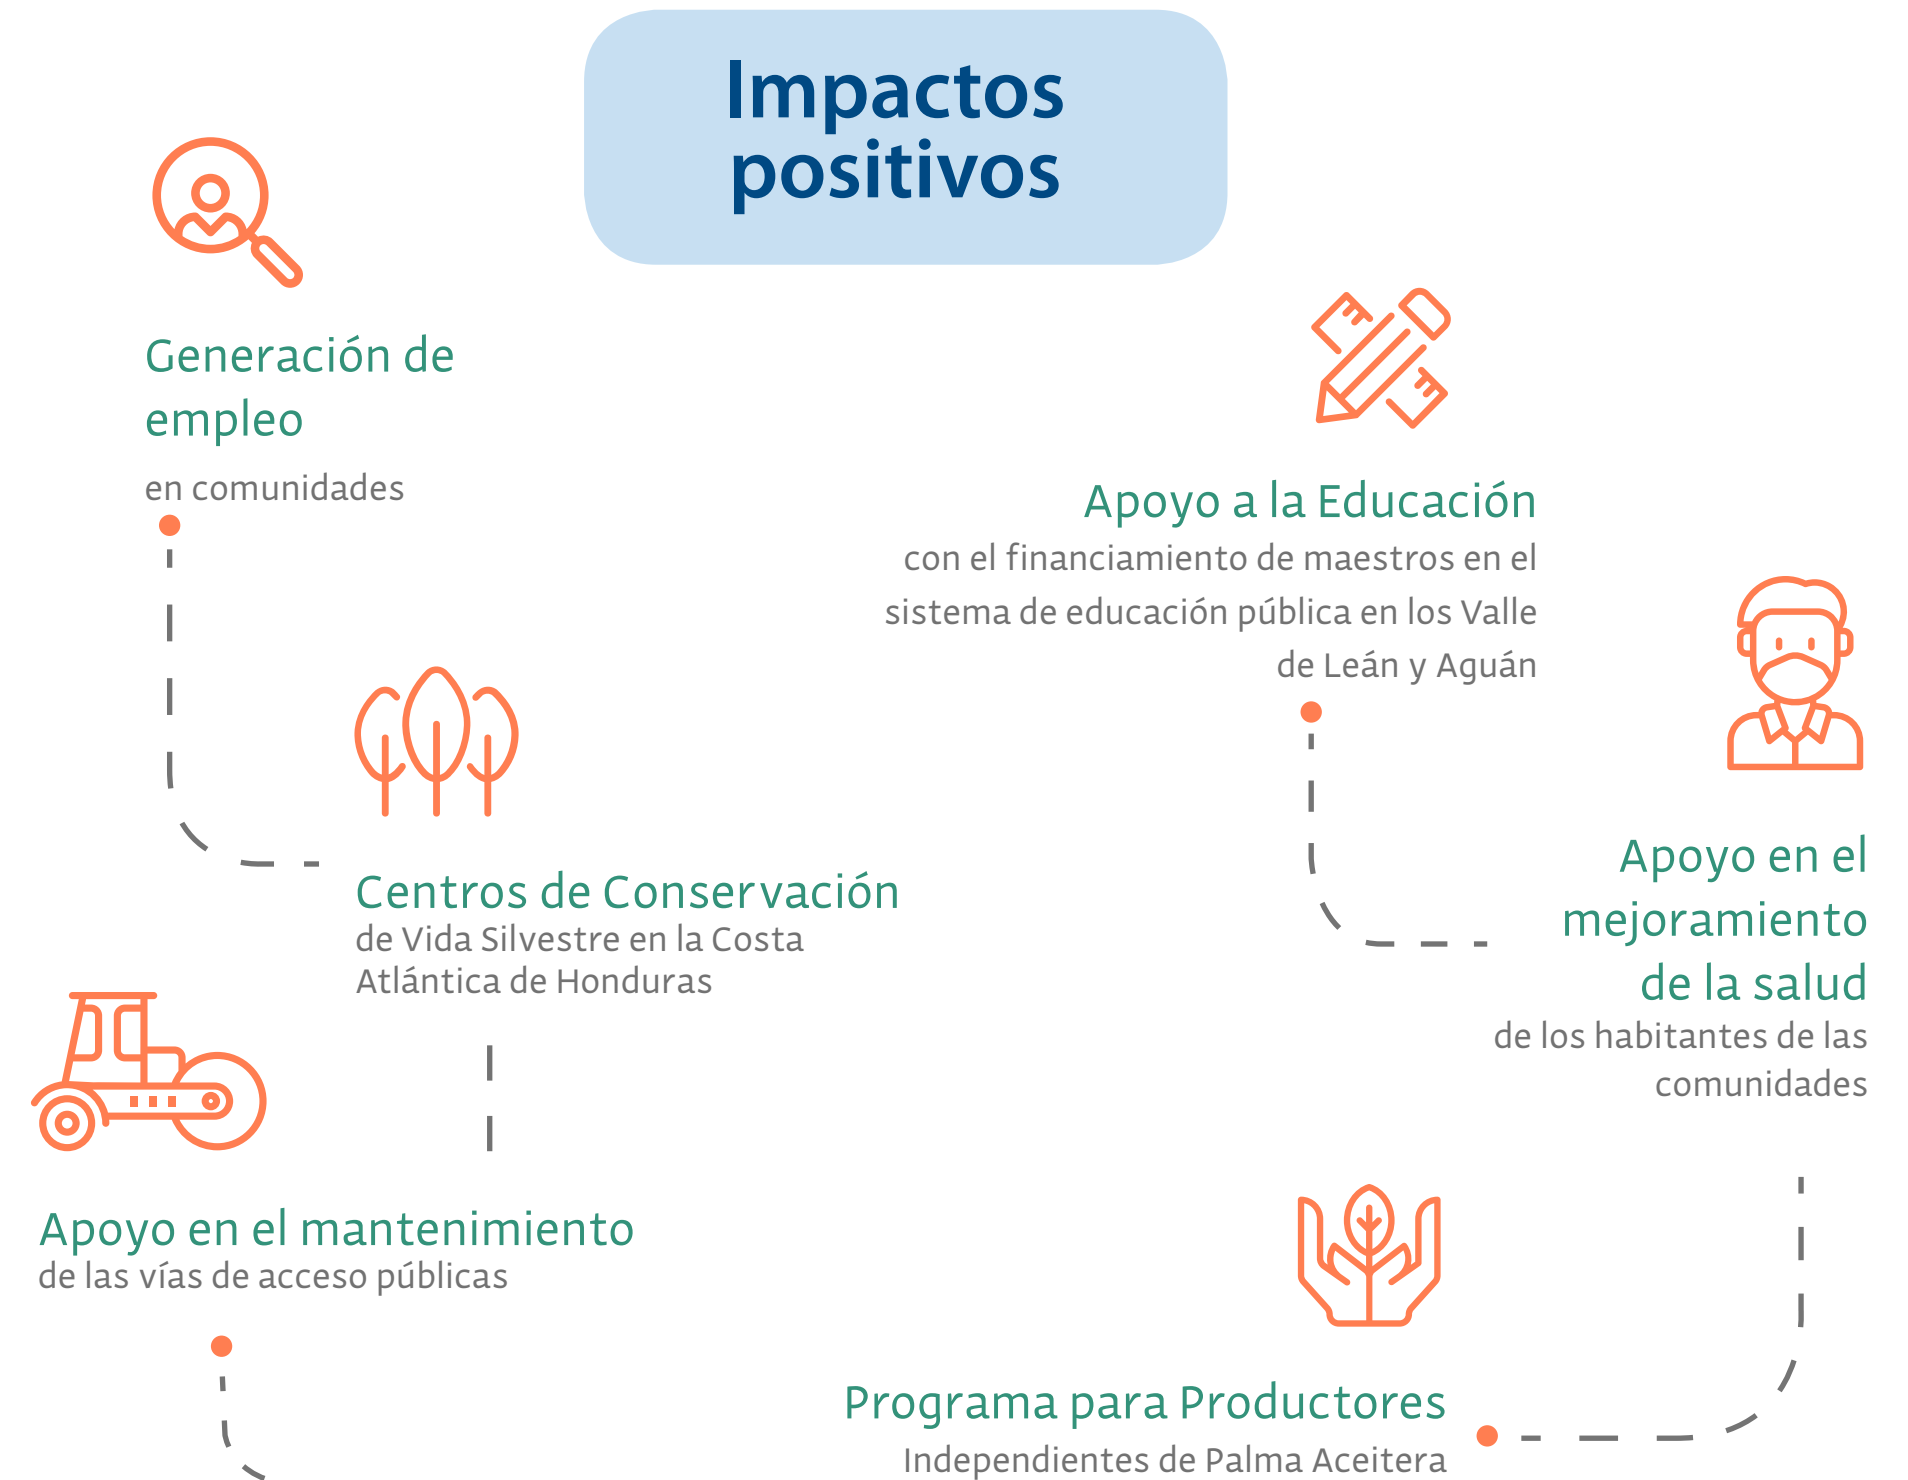 Impactos
positivos
Generación de
empleo
en comunidades
Apoyo a la Educación
con el financiamiento de maestros en el
sistema de educación pública en los Valle
de Leán y Aguán
Centros de Conservación
de Vida Silvestre en la Costa
Atlántica de Honduras
Apoyo en el
mejoramiento
de la salud
de los habitantes de las
comunidades
Apoyo en el mantenimiento
de las vías de acceso públicas
Programa para Productores
Independientes de Palma Aceitera